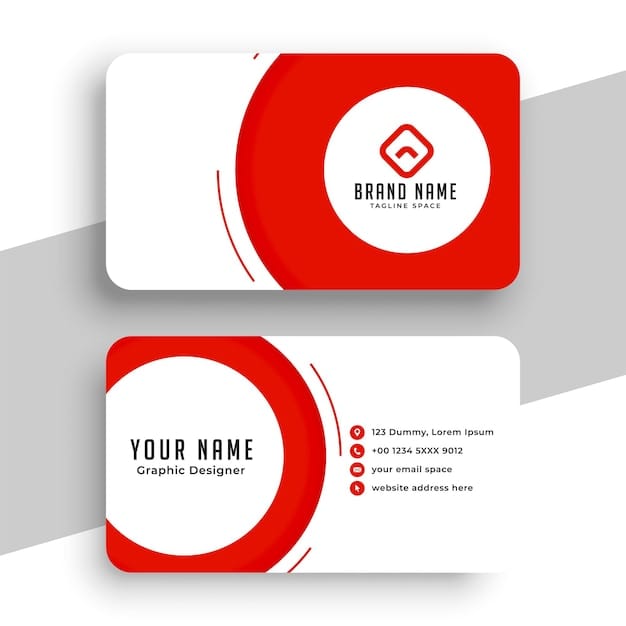 BRAND NAME
TAGLINE SPACE
YOUR NAME
Graphic Designer
123 Dummy, Lorem Ipsum
+00 1234 5XXX 9012
your email space
website address here